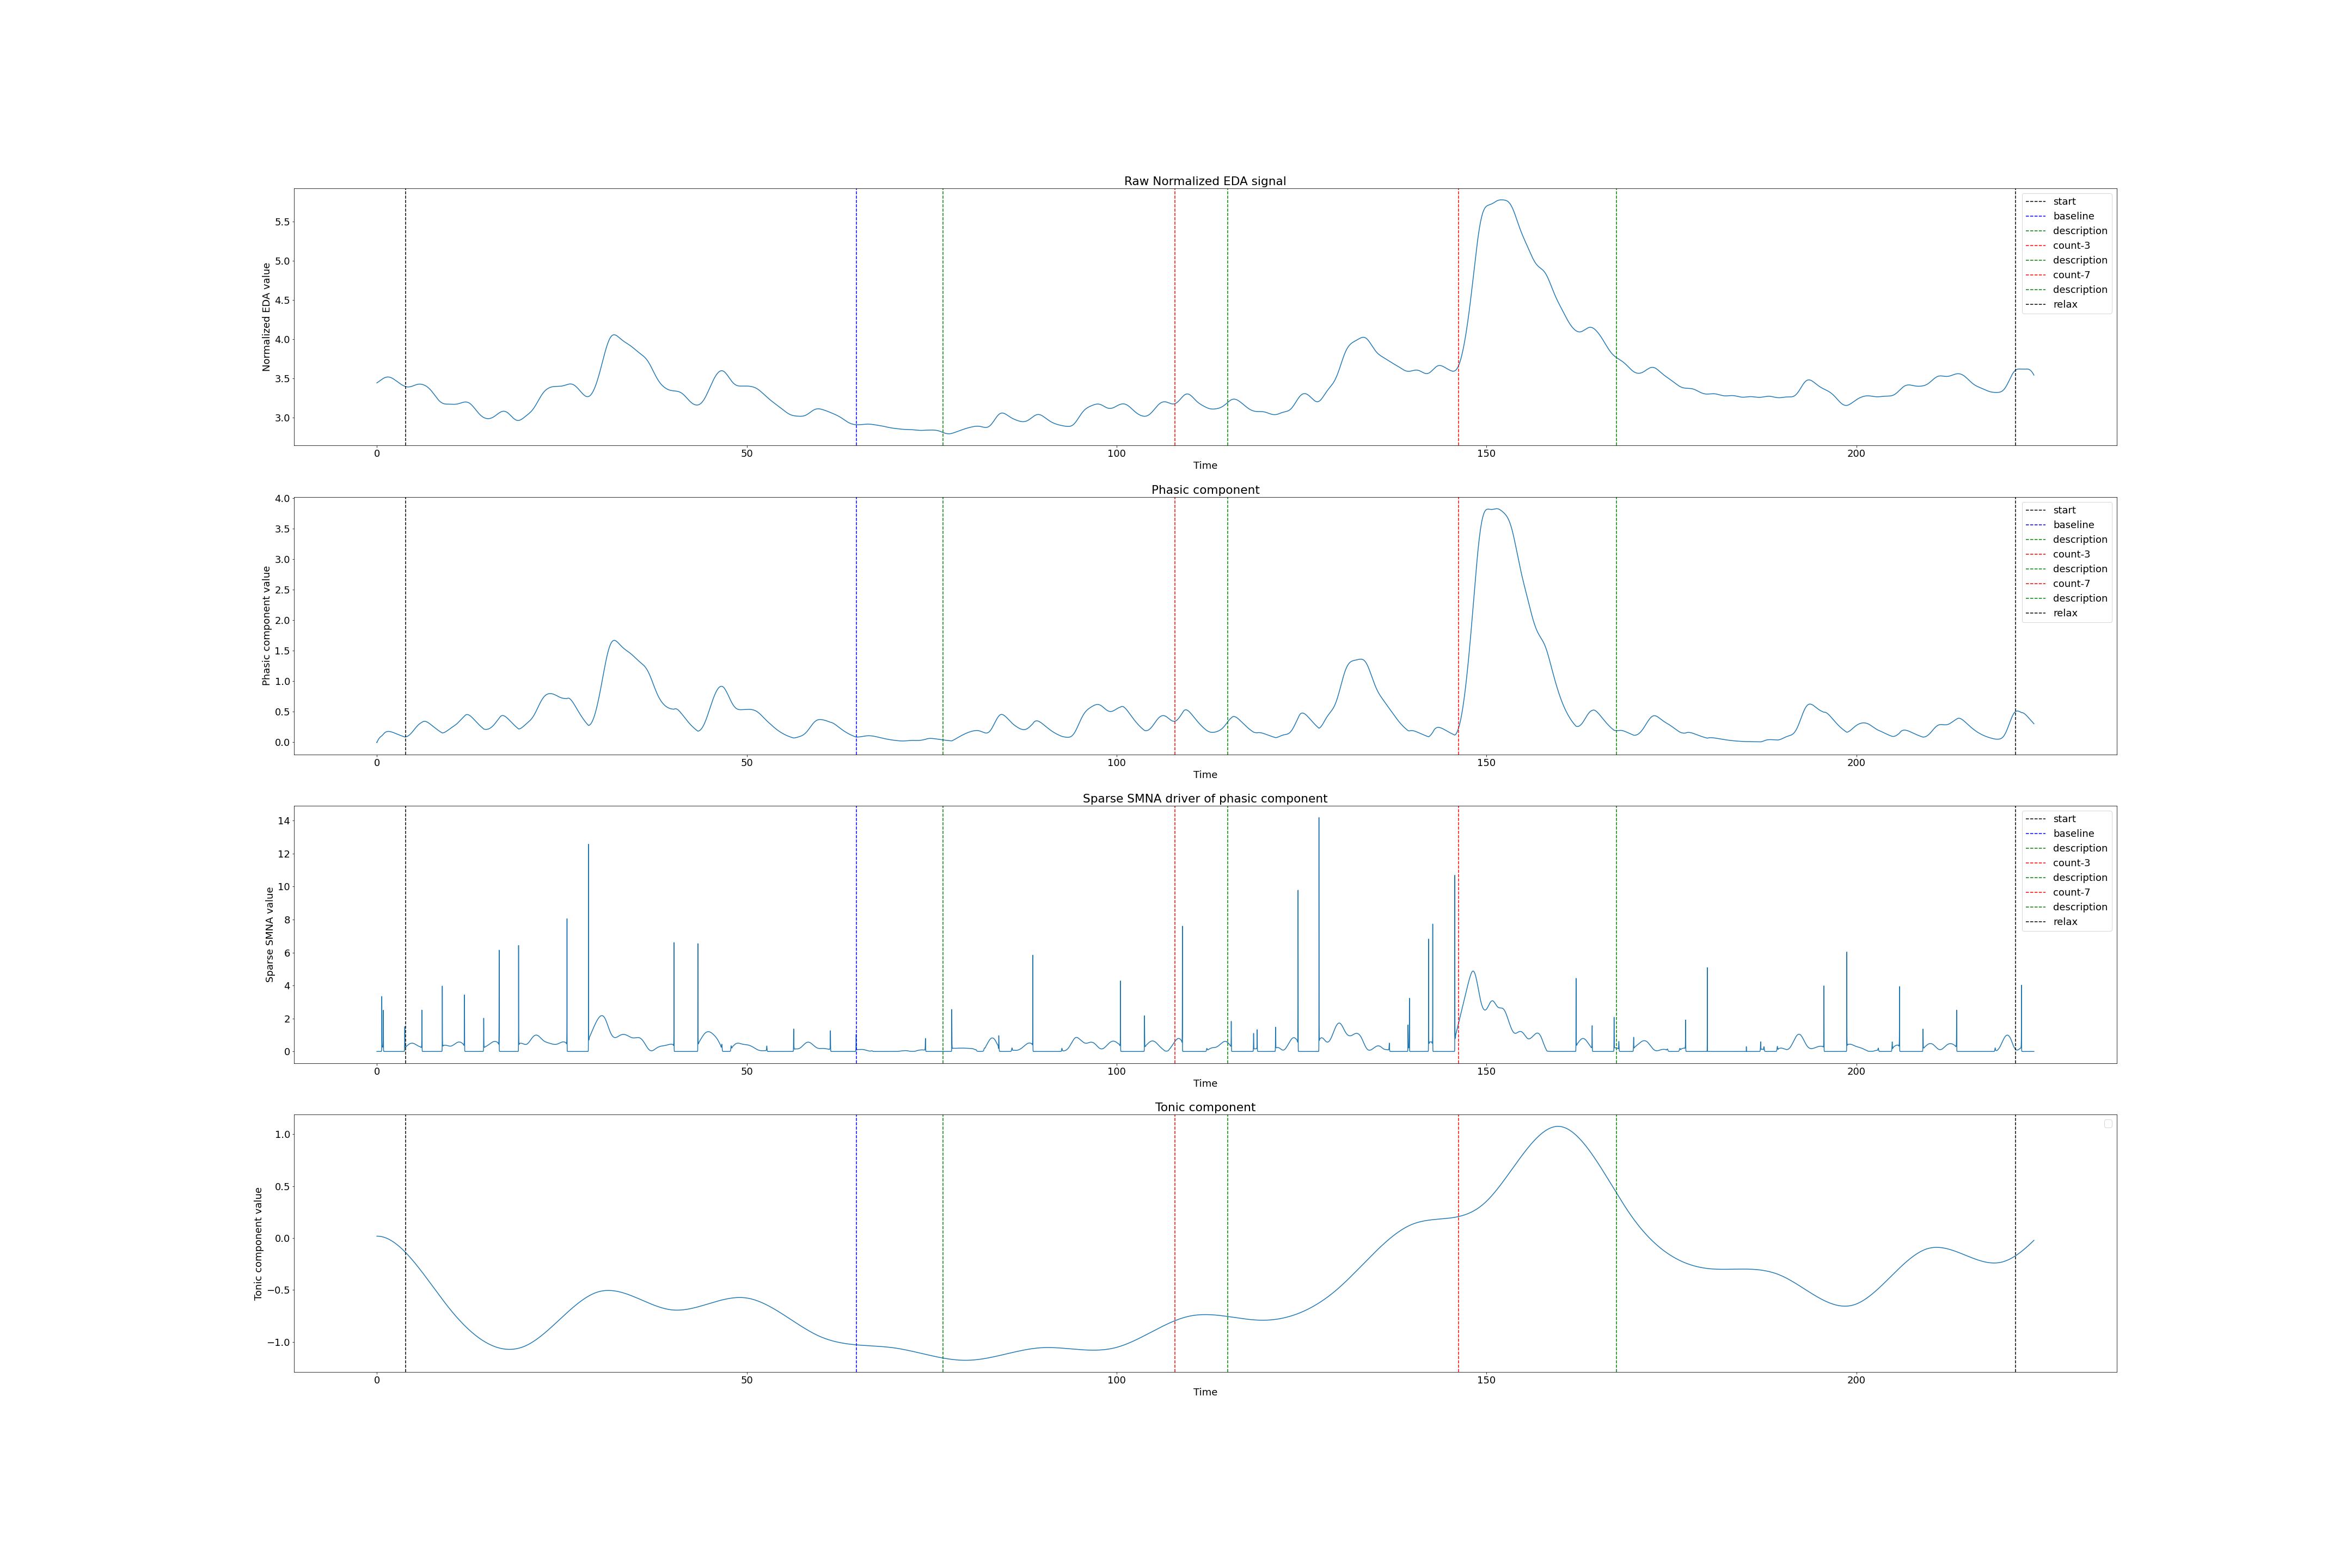 Raw Normalized EDA signal
Normalized EDA value
5.5
5.0
4.5
4.0
3.5
3.0
start
baseline
description
count-3
description
count-7
description
relax
0 50 100 150 200
Time
Phasic component
Phasic component value
4.0
3.5
3.0
2.5
2.0
1.5
1.0
0.5
0.0
start
baseline
description
count-3
description
count-7
description
relax
0 50 100 150 200
Time
Sparse SMNA driver of phasic component
Sparse SMNA value
14
12
10
8
6
4
2
0
start
baseline
description
count-3
description
count-7
description
relax
0 50 100 150 200
Time
Tonic component
Tonic component value
1.0
0.5
0.0
−0.5
−1.0
0 50 100 150 200
Time